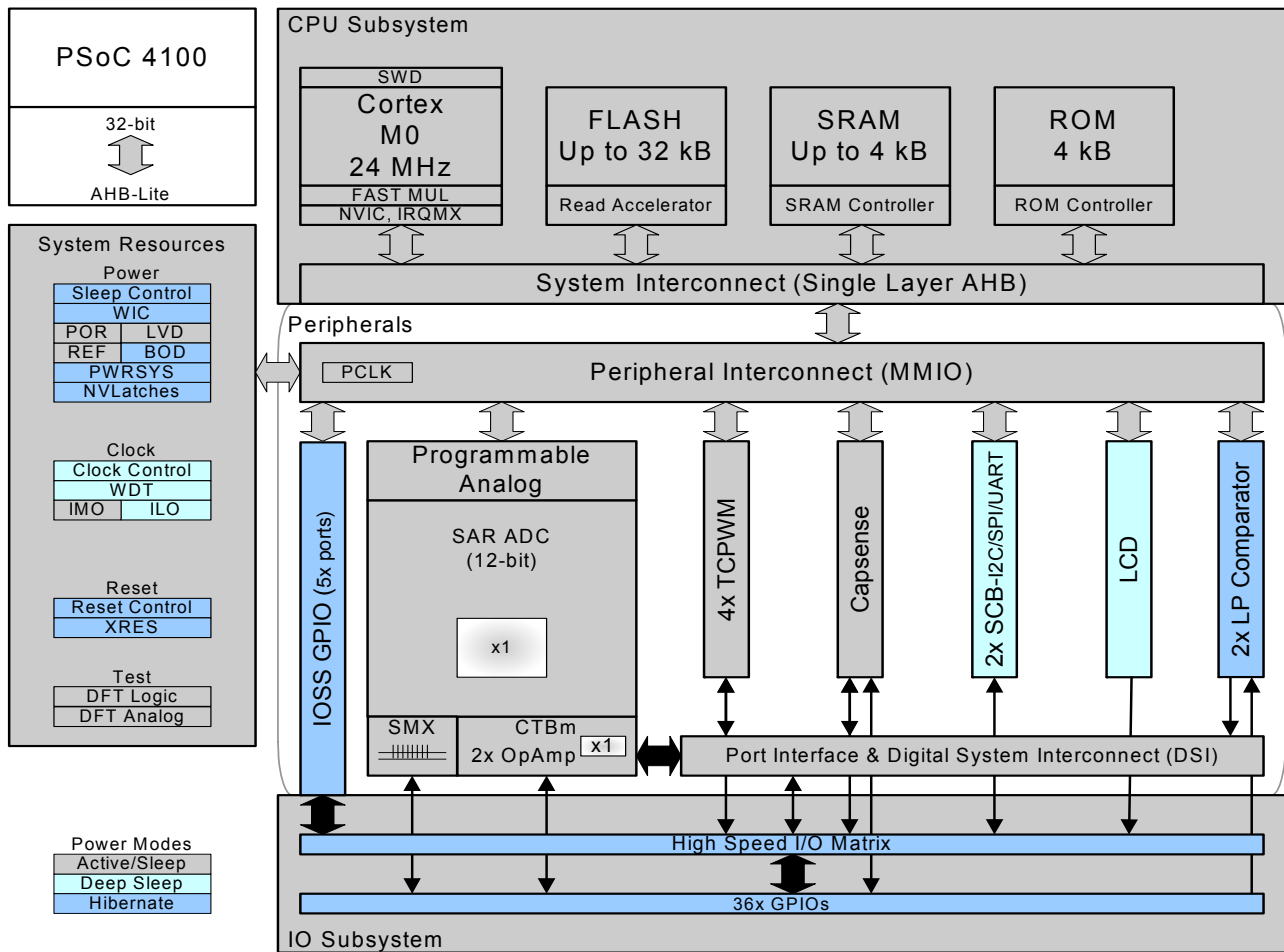 PSoC 4100
32-bit
AHB-Lite
CPU Subsystem
SWD
Cortex
M0
24 MHz
FAST MUL
NVIC, IRQMX
FLASH
Up to 32 kB
Read Accelerator
SRAM
Up to 4 kB
SRAM Controller
ROM
4 kB
ROM Controller
System Interconnect (Single Layer AHB)
System Resources
Power
Sleep Control
WIC
POR LVD
REF BOD
PWRSYS
NVLatches
Clock
Clock Control
WDT
IMO ILO
Reset
Reset Control
XRES
Test
DFT Logic
DFT Analog
Peripherals
PCLK
Peripheral Interconnect (MMIO)
IOSS GPIO (5x ports)
Programmable
Analog
SAR ADC
(12-bit)
x1
SMX
CTBm
2x OpAmp x1
4x TCPWM
Capsense
2x SCB-I2C/SPI/UART
LCD
2x LP Comparator
Port Interface & Digital System Interconnect (DSI)
High Speed I/O Matrix
36x GPIOs
IO Subsystem
Power Modes
Active/Sleep
Deep Sleep
Hibernate